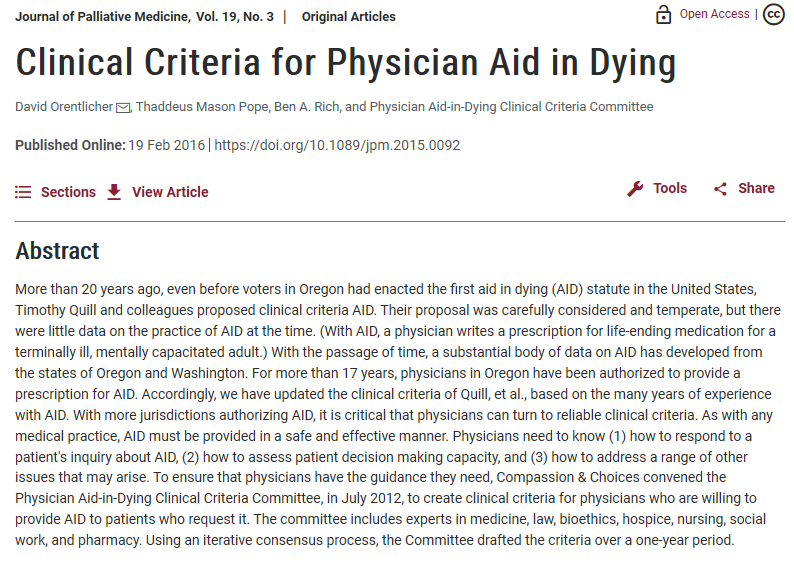 Journal of Palliative Medicine, Vol. 19, No. 3 | Original Articles
Open Access | cc
Clinical Criteria for Physician Aid in Dying
David Orentlicher, Thaddeus Mason Pope, Ben A. Rich, and Physician Aid-in-Dying Clinical Criteria Committee
Published Online: 19 Feb 2016 | https://doi.org/10.1089/jpm.2015.0092
Sections View Article
Tools Share
Abstract
More than 20 years ago, even before voters in Oregon had enacted the first aid in dying (AID) statute in the United States,
Timothy Quill and colleagues proposed clinical criteria AID. Their proposal was carefully considered and temperate, but there
were little data on the practice of AID at the time. (With AID, a physician writes a prescription for life-ending medication for a
terminally ill, mentally capacitated adult.) With the passage of time, a substantial body of data on AID has developed from
the states of Oregon and Washington. For more than 17 years, physicians in Oregon have been authorized to provide a
prescription for AID. Accordingly, we have updated the clinical criteria of Quill, et al., based on the many years of experience
with AID. With more jurisdictions authorizing AID, it is critical that physicians can turn to reliable clinical criteria. As with any
medical practice, AID must be provided in a safe and effective manner. Physicians need to know (1) how to respond to a
patient's inquiry about AID, (2) how to assess patient decision making capacity, and (3) how to address a range of other
issues that may arise. To ensure that physicians have the guidance they need, Compassion & Choices convened the
Physician Aid-in-Dying Clinical Criteria Committee, in July 2012, to create clinical criteria for physicians who are willing to
provide AID to patients who request it. The committee includes experts in medicine, law, bioethics, hospice, nursing, social
work, and pharmacy. Using an iterative consensus process, the Committee drafted the criteria over a one-year period.